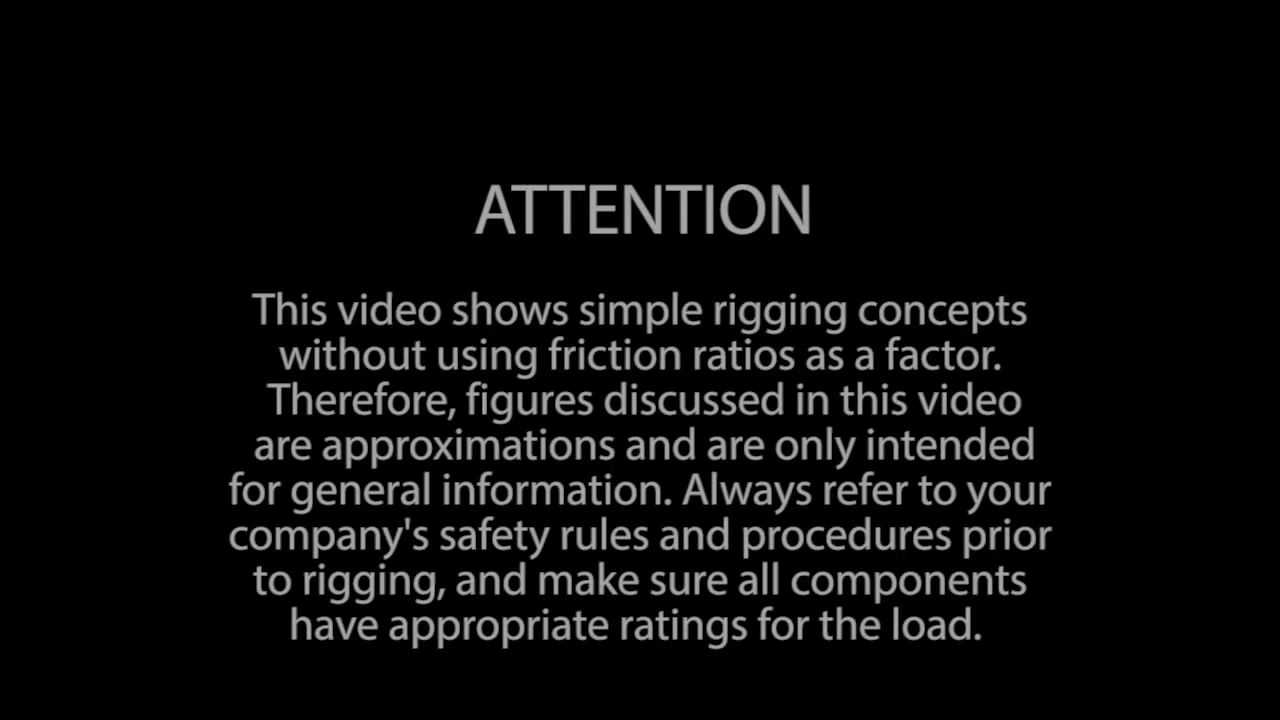 ATTENTION
This video shows simple rigging concepts
without using friction ratios as a factor.
Therefore, figures discussed in this video
are approximations and are only intended
for general information. Always refer to your
company's safety rules and procedures prior
to rigging, and make sure all components
have appropriate ratings for the load.